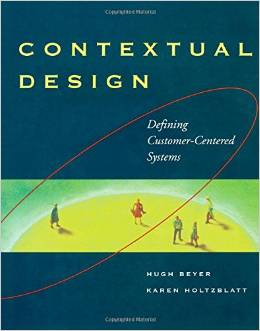 CONTEXTUAL
DESIGN
Defining
Customer-Centered
Systems
HUGH BEYER
KAREN HOLTZBLATT